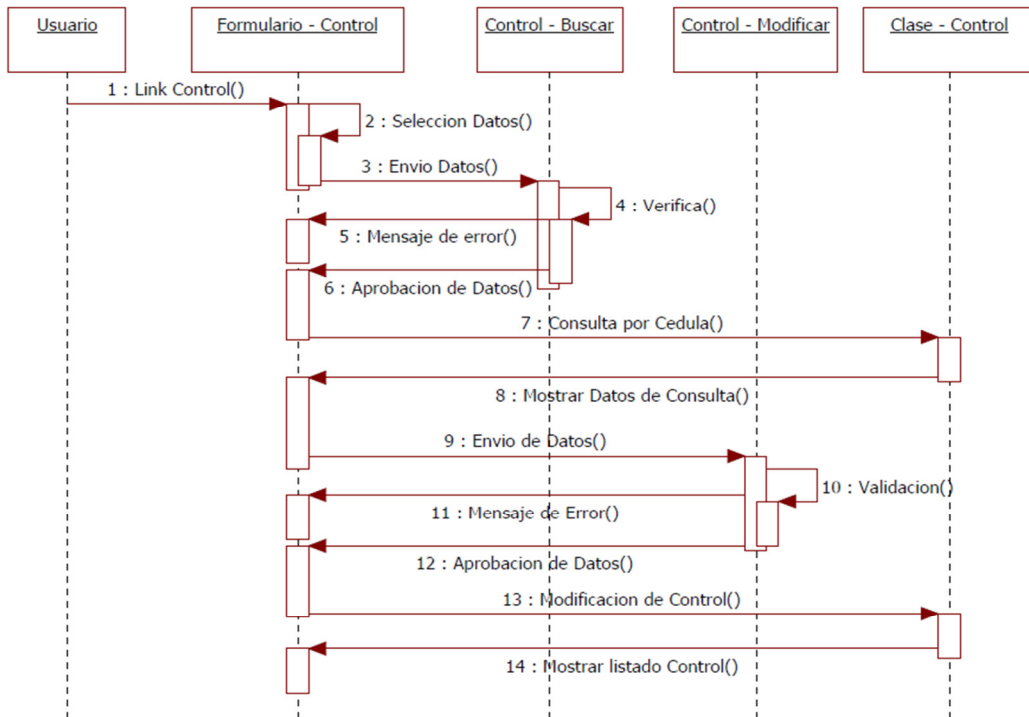 Usuario
Formulario - Control
Control - Buscar
Control - Modificar
Clase - Control
1 : Link Control()
2 : Seleccion Datos()
3 : Envio Datos()
4 : Verifica()
5 : Mensaje de error()
6 : Aprobacion de Datos()
7 : Consulta por Cedula()
8 : Mostrar Datos de Consulta()
9 : Envio de Datos()
10 : Validacion()
11 : Mensaje de Error()
12 : Aprobacion de Datos()
13 : Modificacion de Control()
14 : Mostrar listado Control()